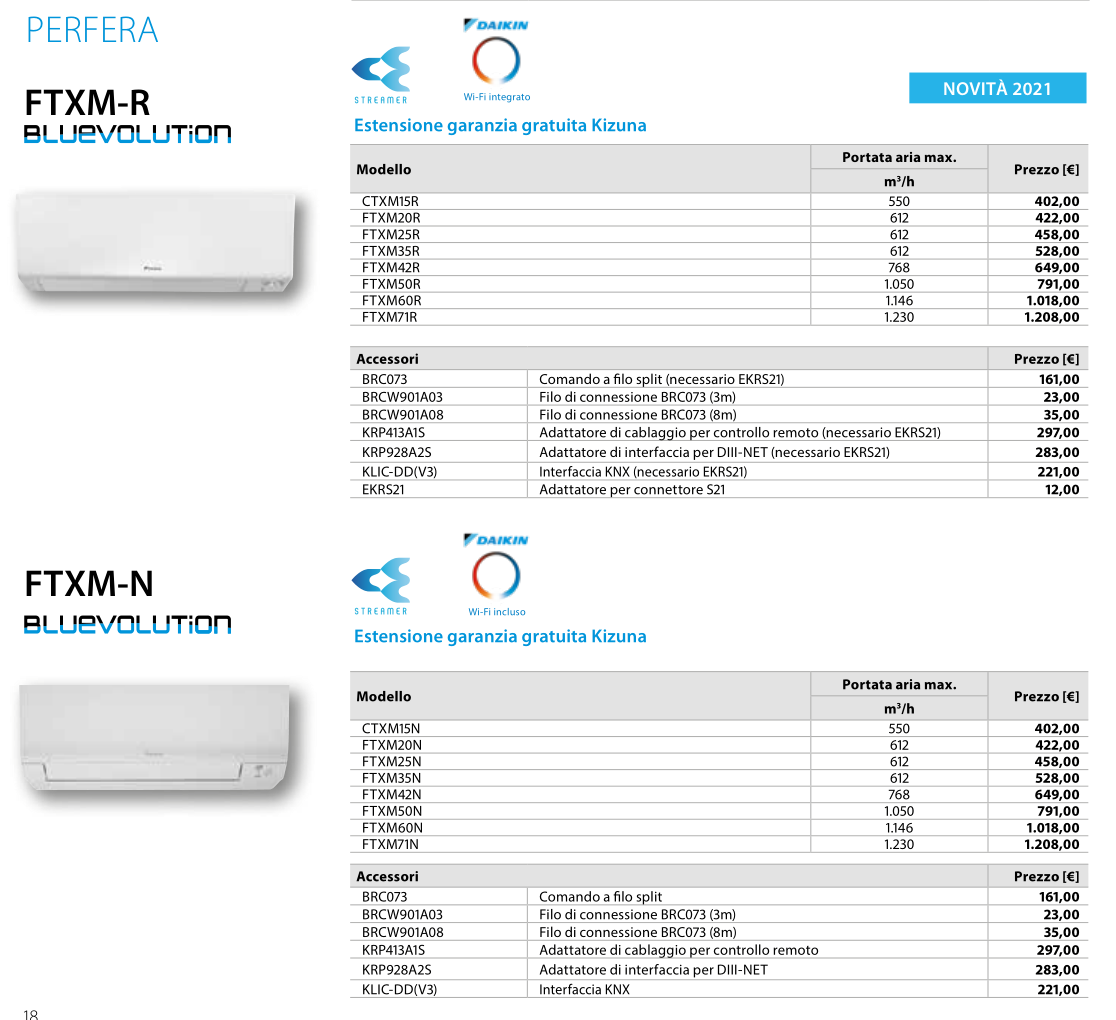 PERFERA
FTXM-R
BLUEVOLUTION
DAIKIN
STREAMER
Wi-Fi integrato
NOVITÀ 2021
Estensione garanzia gratuita Kizuna
Modello Portata aria max. Prezzo [€]
m³/h
CTXM15R 550 402,00
FTXM20R 612 422,00
FTXM25R 612 458,00
FTXM35R 612 528,00
FTXM42R 768 649,00
FTXM50R 1.050 791,00
FTXM60R 1.146 1.018,00
FTXM71R 1.230 1.208,00
Accessori Prezzo [€]
BRC073 Comando a filo split (necessario EKRS21) 161,00
BRCW901A03 Filo di connessione BRC073 (3m) 23,00
BRCW901A08 Filo di connessione BRC073 (8m) 35,00
KRP413A1S Adattatore di cablaggio per controllo remoto (necessario EKRS21) 297,00
KRP928A2S Adattatore di interfaccia per DIII-NET (necessario EKRS21) 283,00
KLIC-DD(V3) Interfaccia KNX (necessario EKRS21) 221,00
EKRS21 Adattatore per connettore S21 12,00
FTXM-N
BLUEVOLUTION
DAIKIN
STREAMER
Wi-Fi incluso
Estensione garanzia gratuita Kizuna
Modello Portata aria max. Prezzo [€]
m³/h
CTXM15N 550 402,00
FTXM20N 612 422,00
FTXM25N 612 458,00
FTXM35N 612 528,00
FTXM42N 768 649,00
FTXM50N 1.050 791,00
FTXM60N 1.146 1.018,00
FTXM71N 1.230 1.208,00
Accessori Prezzo [€]
BRC073 Comando a filo split 161,00
BRCW901A03 Filo di connessione BRC073 (3m) 23,00
BRCW901A08 Filo di connessione BRC073 (8m) 35,00
KRP413A1S Adattatore di cablaggio per controllo remoto 297,00
KRP928A2S Adattatore di interfaccia per DIII-NET 283,00
KLIC-DD(V3) Interfaccia KNX 221,00
18